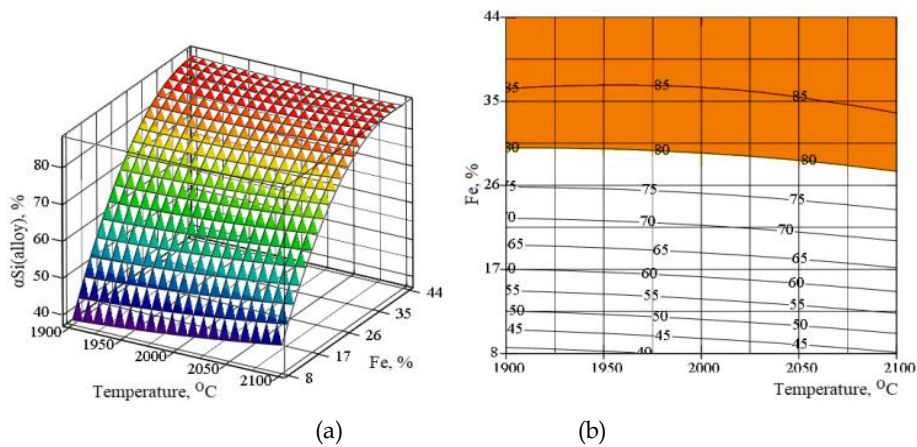 80
70
60
50
40
αSi(alloy), %
1900
1950
2000
2050
2100
Temperature, ᴼC
8
17
26
35
44
Fe, %
(a)
44
35
26
17
8
Fe, %
85 85 85
80 80 80
75 75 75
70 70 70
65 65 65
0 60 60
55 55 55
50 50 50
45 45 45
40
1900 1950 2000 2050 2100
Temperature, ᴼC
(b)